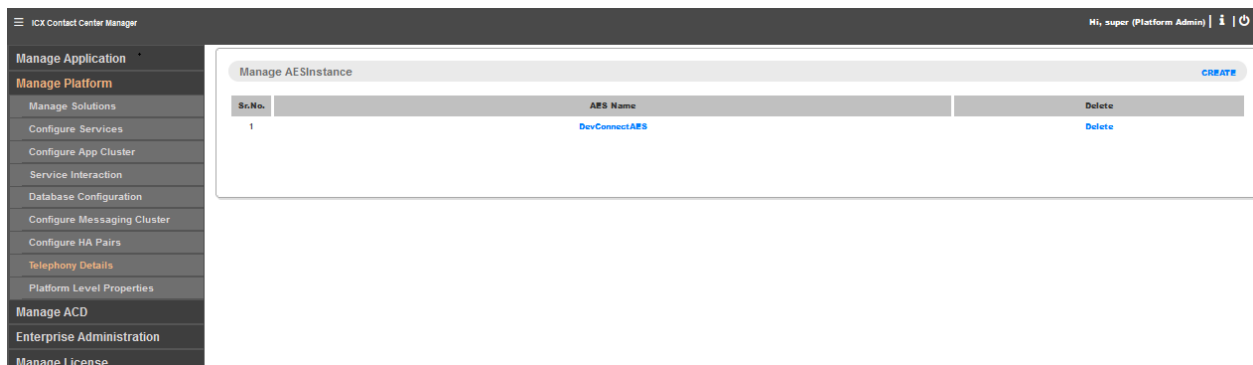 ICX Contact Center Manager
Hi, super (Platform Admin) | i |
Manage Application
Manage Platform
Manage Solutions
Configure Services
Configure App Cluster
Service Interaction
Database Configuration
Configure Messaging Cluster
Configure HA Pairs
Telephony Details
Platform Level Properties
Manage ACD
Enterprise Administration
Manage License
Manage AESInstance
CREATE
Sr.No. AES Name Delete
1 DevConnectAES Delete